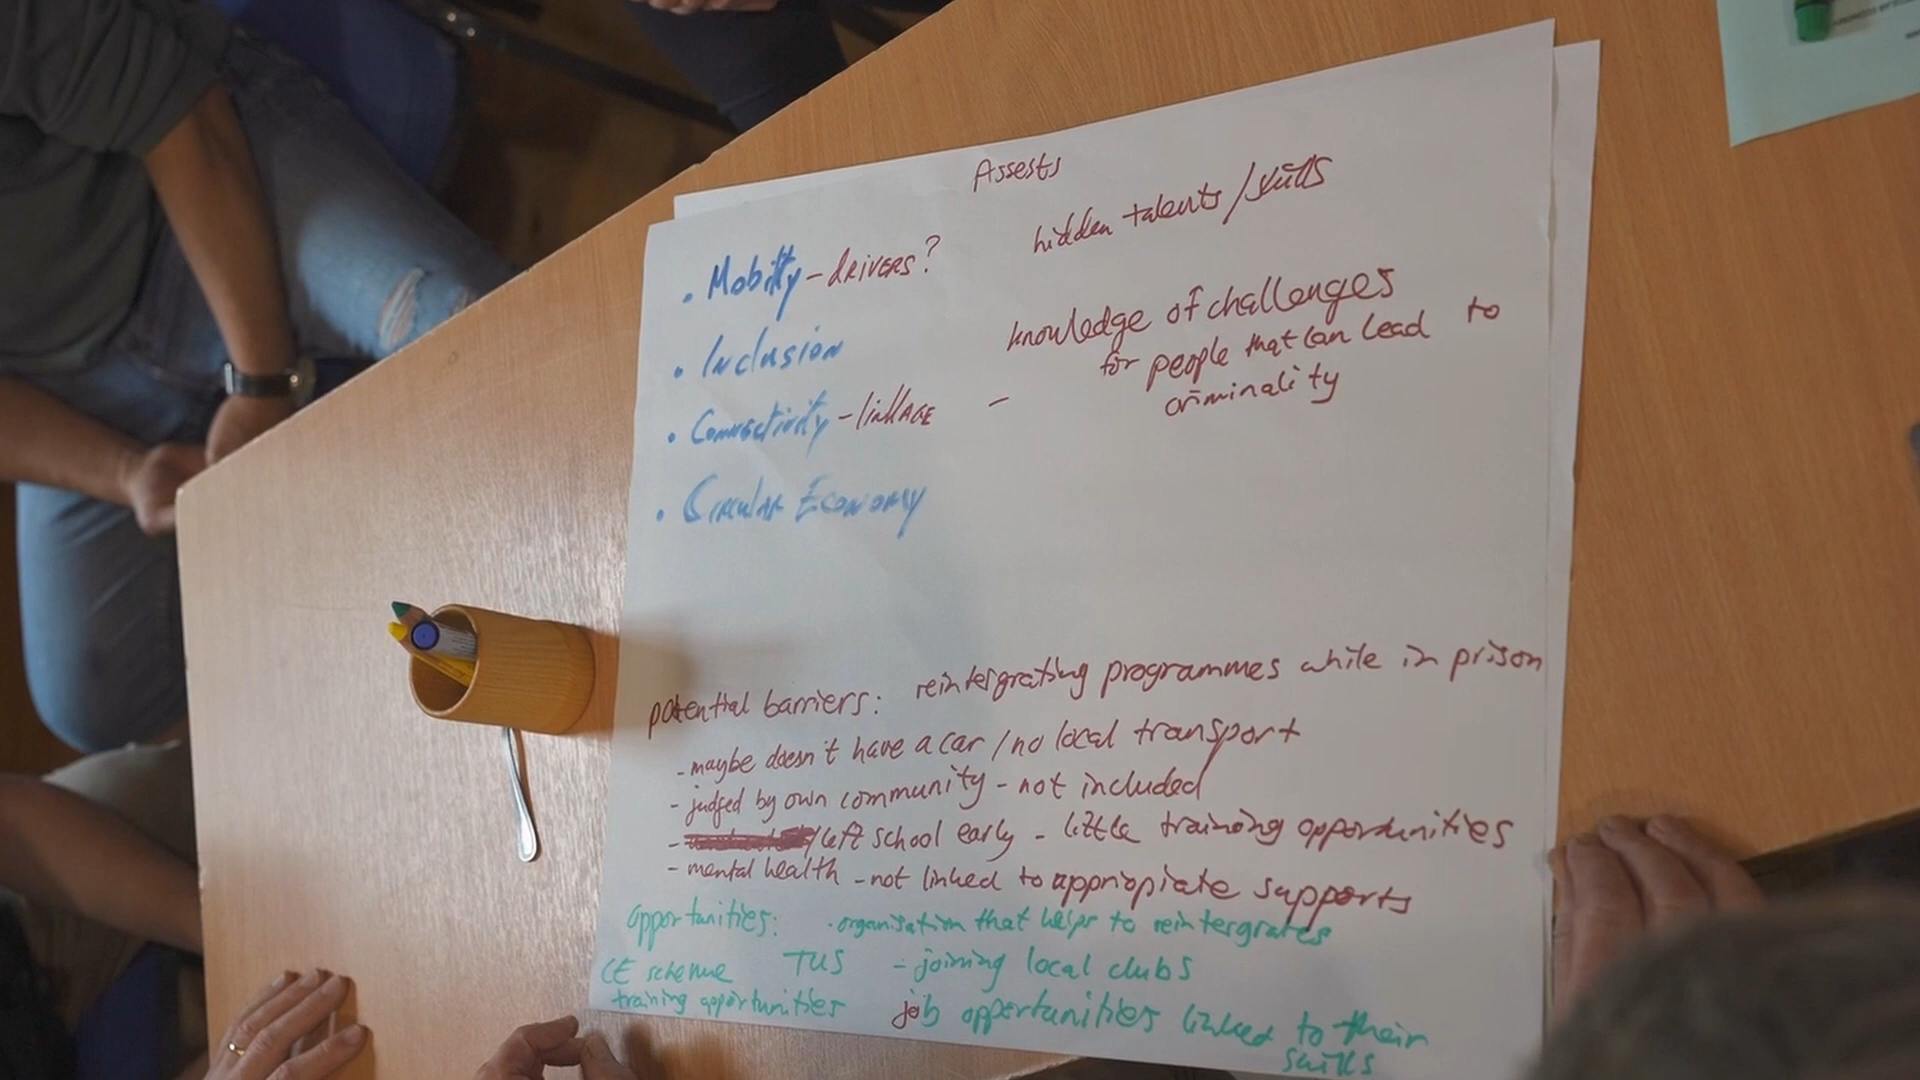 Assests
hidden talents/skills
. Mobility - DRIVERS?
knowledge of challenges
for people that can lead to
criminality
. Inclusion
. Connectivity - linkAGE -
. Circular Economy
potential barriers: reintergrating programmes while in prison
- maybe doesn't have a car / no local transport
- judged by own community - not included
- /left school early - little training opportunities
- mental health - not linked to appriopiate supports
opportunities: . organisation that helps to reintergrates
CE scheme TUS - joining local clubs
training opportunities job opportunities linked to their
skills